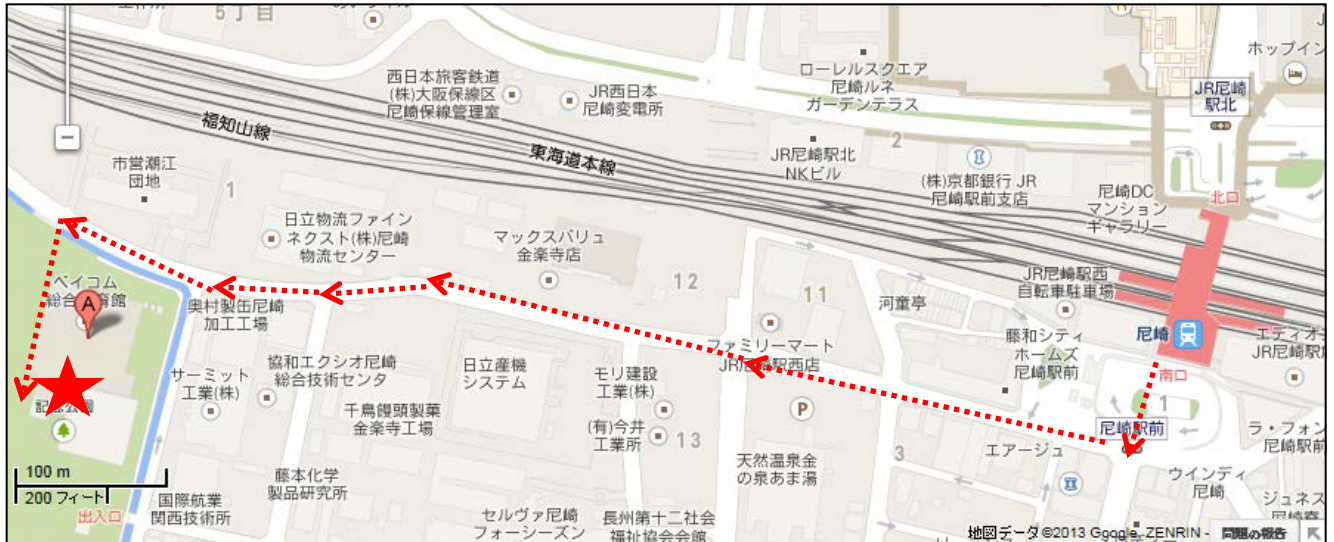 5丁目
西日本旅客鉄道
(株)大阪保線区
尼崎保線管理室
JR西日本
尼崎変電所
ローレルスクエア
尼崎ルネ
ガーデンテラス
ホップイン
JR尼崎
駅北
福知山線
東海道本線
2
JR尼崎駅北
NKビル
(株)京都銀行 JR
尼崎駅前支店
尼崎DC
マンション
ギャラリー
北口
市営潮江
団地
1
日立物流ファイン
ネクスト(株)尼崎
物流センター
マックスバリュ
金楽寺店
12
11
JR尼崎駅西
自転車駐車場
河童亭
ベイコム
A
奥村製缶尼崎
加工工場
ファミリーマート
JR尼崎駅西店
藤和シティ
ホームズ
尼崎駅前
尼崎
エディオ
JR尼崎駅
南口
サーミット
工業(株)
協和エクシオ尼崎
総合技術センタ
日立産機
システム
モリ建設
工業(株)
記念公園
千鳥饅頭製菓
金楽寺工場
P
1
尼崎駅前
(有)今井
工業所
13
3
エアージュ
ラ・フォン
尼崎駅前
100 m
200 フィート
藤本化学
製品研究所
天然温泉金
の泉あま湯
ウインディ
尼崎
出入口
国際航業
関西技術所
セルヴァ尼崎
フォーシーズン
長州第十二社会
福祉協会会館
ジュネス
地図データ ©2013 Google, ZENRIN - 問題の報告